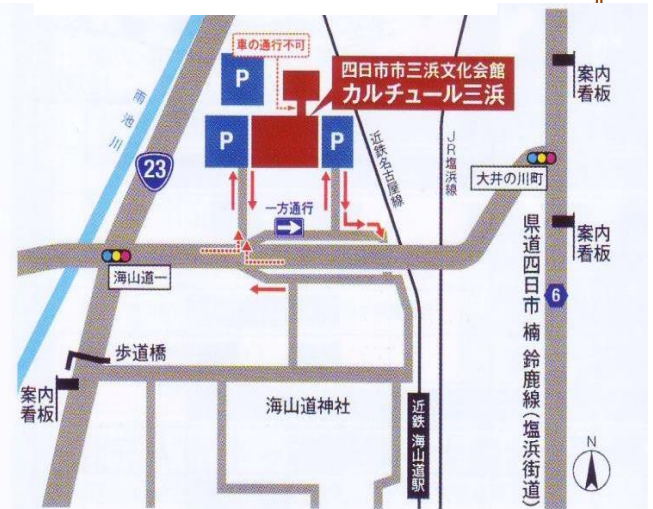 車の通行不可
P
四日市市三浜文化会館
カルチュール三浜
案内
看板
雨池川
23
P
P
近鉄名古屋線
JR塩浜線
大井の川町
一方通行
海山道一
案内
看板
県道四日市 楠 鈴鹿線(塩浜街道)
6
歩道橋
案内
看板
海山道神社
近鉄 海山道駅
N